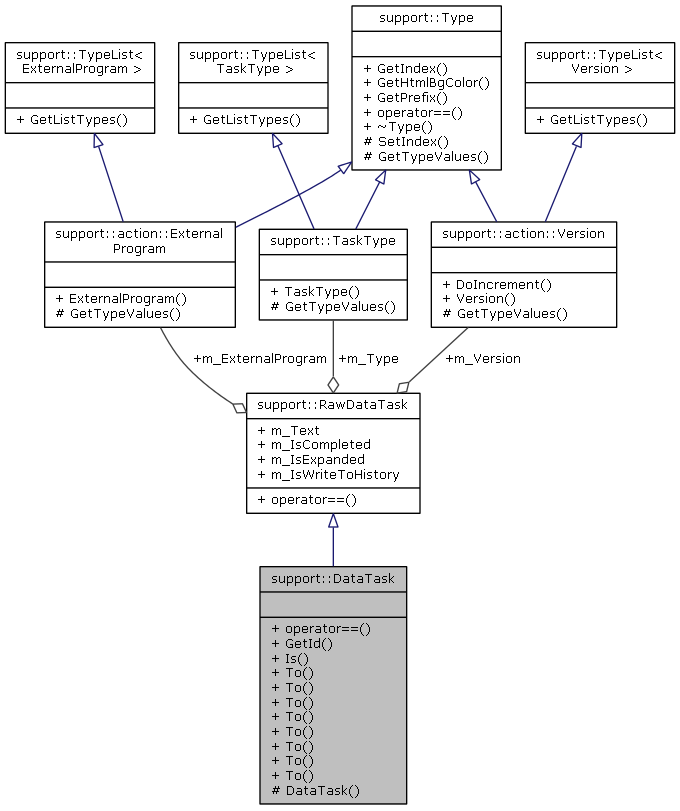 support::Type
+ GetIndex()
+ GetHtmlBgColor()
+ GetPrefix()
+ operator==()
+ ~Type()
# SetIndex()
# GetTypeValues()
support::TypeList<
ExternalProgram >
+ GetListTypes()
support::TypeList<
TaskType >
+ GetListTypes()
support::TypeList<
Version >
+ GetListTypes()
support::action::External
Program
+ ExternalProgram()
# GetTypeValues()
support::TaskType
+ TaskType()
# GetTypeValues()
support::action::Version
+ DoIncrement()
+ Version()
# GetTypeValues()
+m_ExternalProgram
+m_Type
+m_Version
support::RawDataTask
+ m_Text
+ m_IsCompleted
+ m_IsExpanded
+ m_IsWriteToHistory
+ operator==()
support::DataTask
+ operator==()
+ GetId()
+ Is()
+ To()
+ To()
+ To()
+ To()
+ To()
+ To()
+ To()
+ To()
# DataTask()